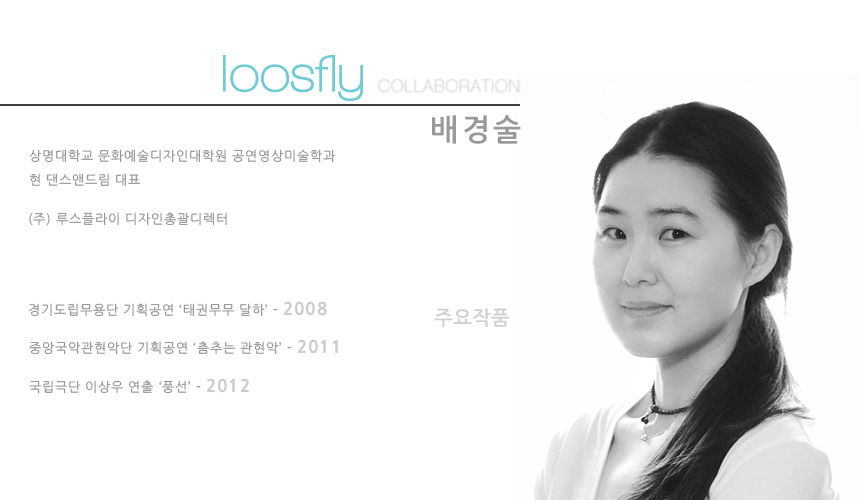 loosfly COLLABORATION
배경술
상명대학교 문화예술디자인대학원 공연영상미술학과
현 댄스앤드림 대표
(주) 루스플라이 디자인총괄디렉터
주요작품
경기도립무용단 기획공연 ‘태권무무 달하’ - 2008
중앙국악관현악단 기획공연 ‘춤추는 관현악’ - 2011
국립극단 이상우 연출 ‘풍선’ - 2012